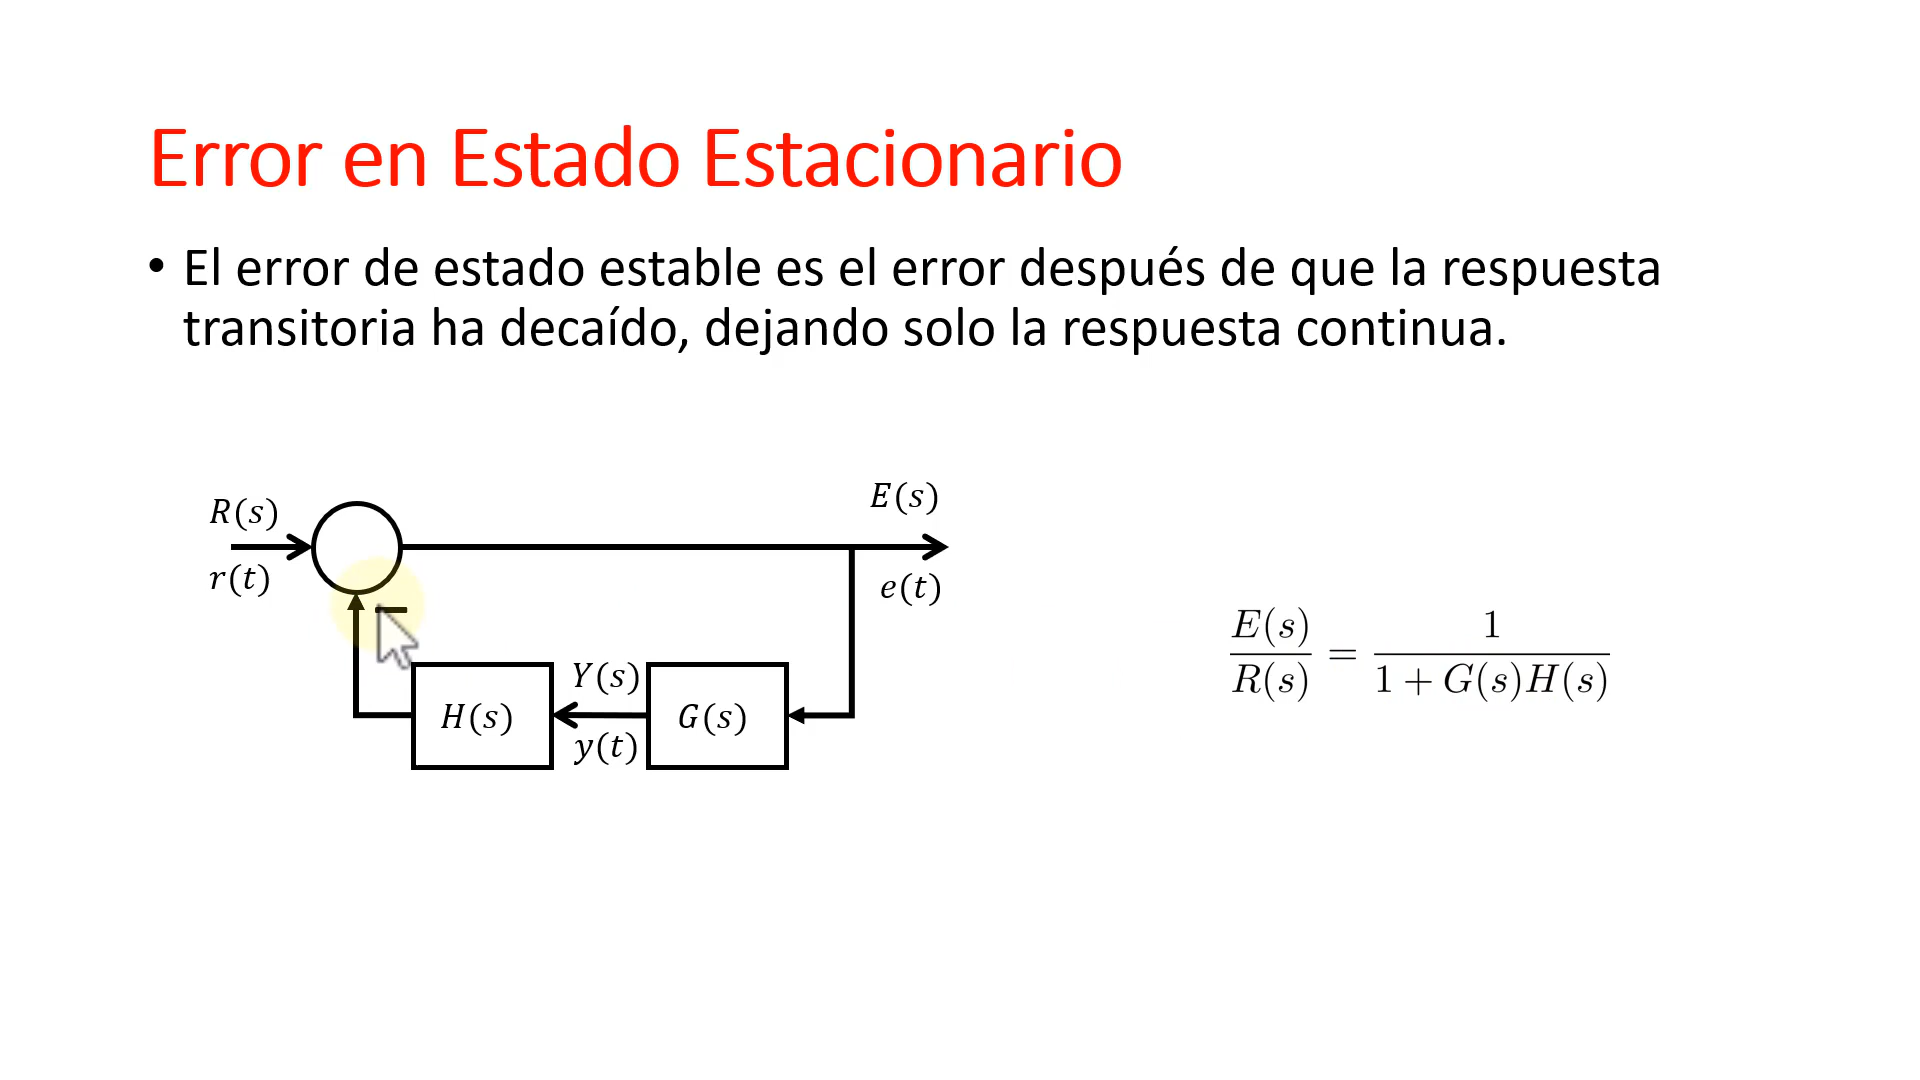 Error en Estado Estacionario
• El error de estado estable es el error después de que la respuesta
transitoria ha decaído, dejando solo la respuesta continua.
R(s)
r(t)
E(s)
e(t)
–
H(s)
Y(s)
y(t)
G(s)
E(s)/R(s) = 1/(1 + G(s)H(s))